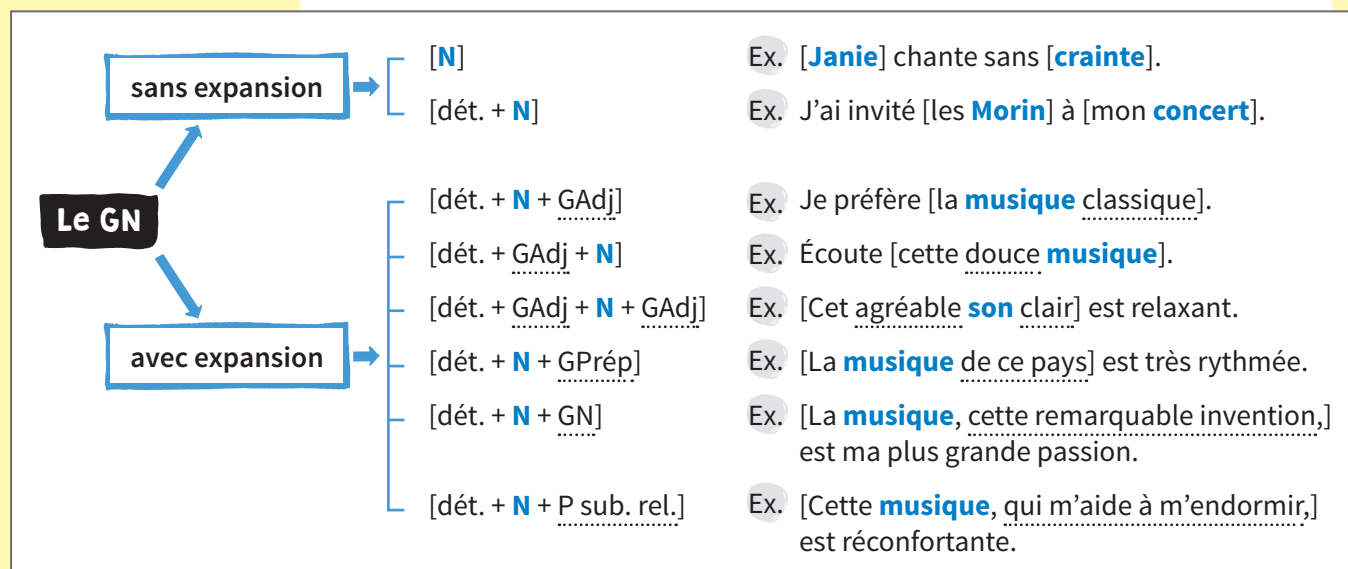 sans expansion
[N] Ex. [Janie] chante sans [crainte].
[dét. + N] Ex. J'ai invité [les Morin] à [mon concert].
Le GN
avec expansion
[dét. + N + GAdj] Ex. Je préfère [la musique classique].
[dét. + GAdj + N] Ex. Écoute [cette douce musique].
[dét. + GAdj + N + GAdj] Ex. [Cet agréable son clair] est relaxant.
[dét. + N + GPrép] Ex. [La musique de ce pays] est très rythmée.
[dét. + N + GN] Ex. [La musique, cette remarquable invention,]
est ma plus grande passion.
[dét. + N + P sub. rel.] Ex. [Cette musique, qui m'aide à m'endormir,]
est réconfortante.